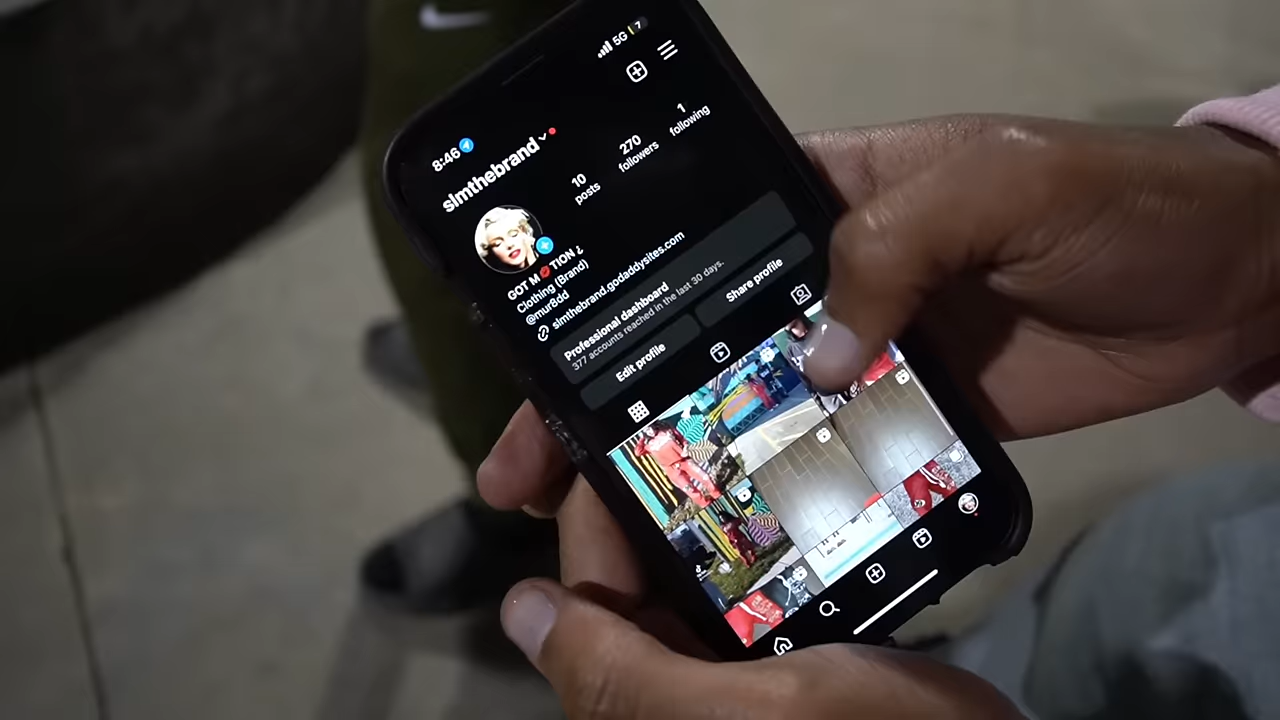 8:46
5G 7
slmthebrand
10 posts
270 followers
1 following
GOT M💋TION ¿
Clothing (Brand)
@mur8dd
slmthebrand.godaddysites.com
Professional dashboard
377 accounts reached in the last 30 days.
Edit profile
Share profile